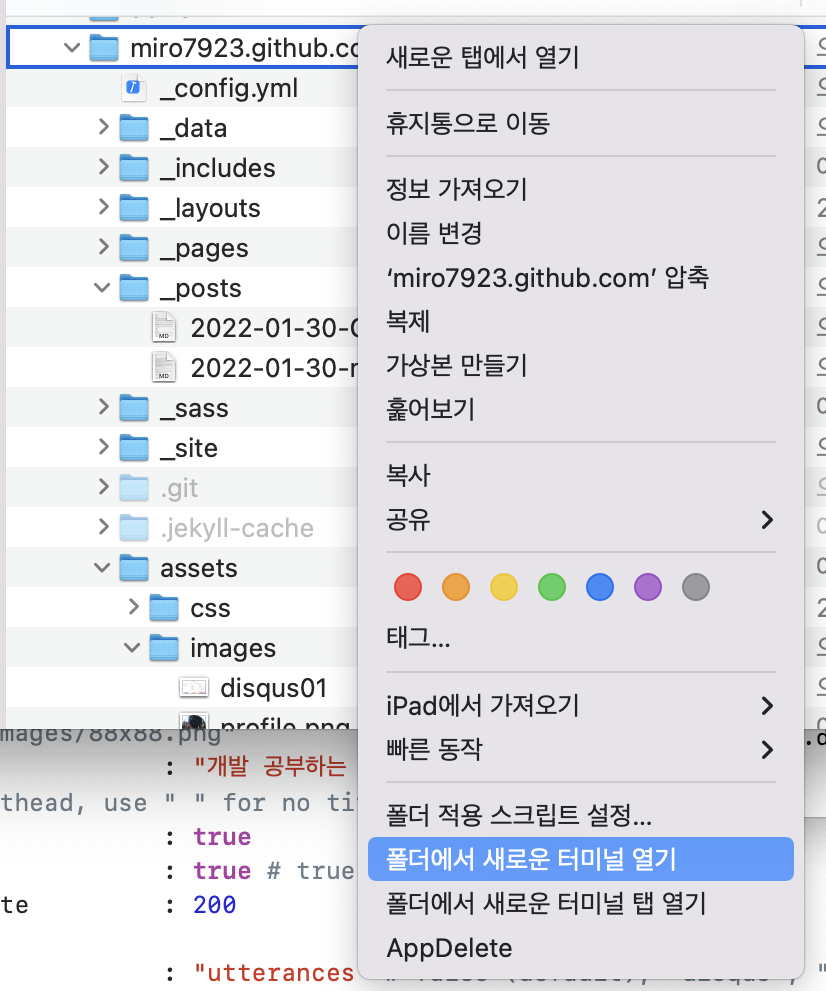 miro7923.github.co
_config.yml
_data
_includes
_layouts
_pages
_posts
2022-01-30-
2022-01-30-
_sass
_site
.git
.jekyll-cache
assets
css
images
disqus01
profile.png
새로운 탭에서 열기
휴지통으로 이동
정보 가져오기
이름 변경
‘miro7923.github.com’ 압축
복제
가상본 만들기
훑어보기
복사
공유
태그...
iPad에서 가져오기
빠른 동작
폴더 적용 스크립트 설정...
폴더에서 새로운 터미널 열기
폴더에서 새로운 터미널 탭 열기
AppDelete
mages/88x88.png
: "개발 공부하는
thead, use " " for no ti
: true
: true # true
te : 200
: "utterances